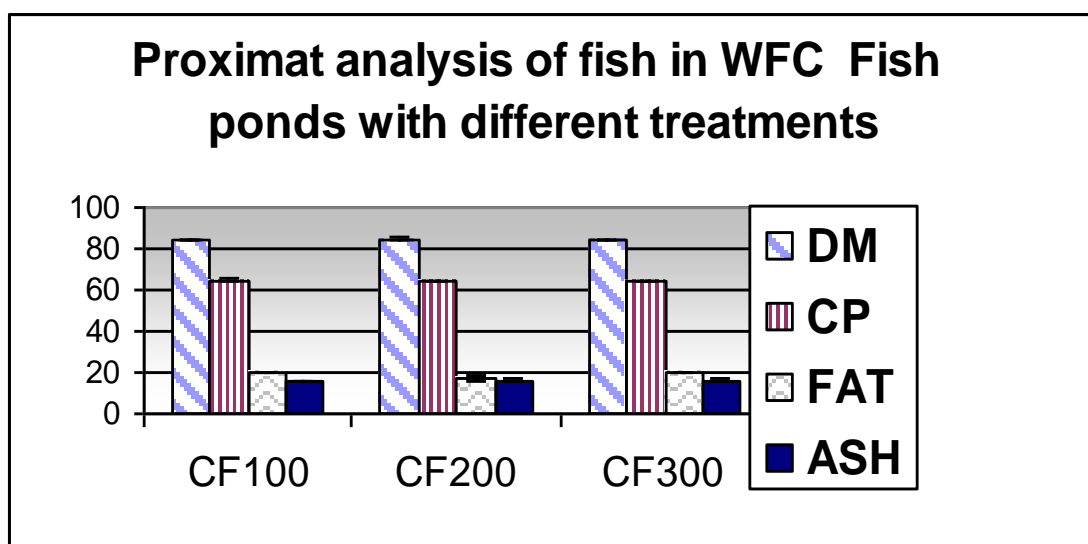 Proximat analysis of fish in WFC Fish
ponds with different treatments
100
80
60
40
20
0
CF100 CF200 CF300
DM
CP
FAT
ASH